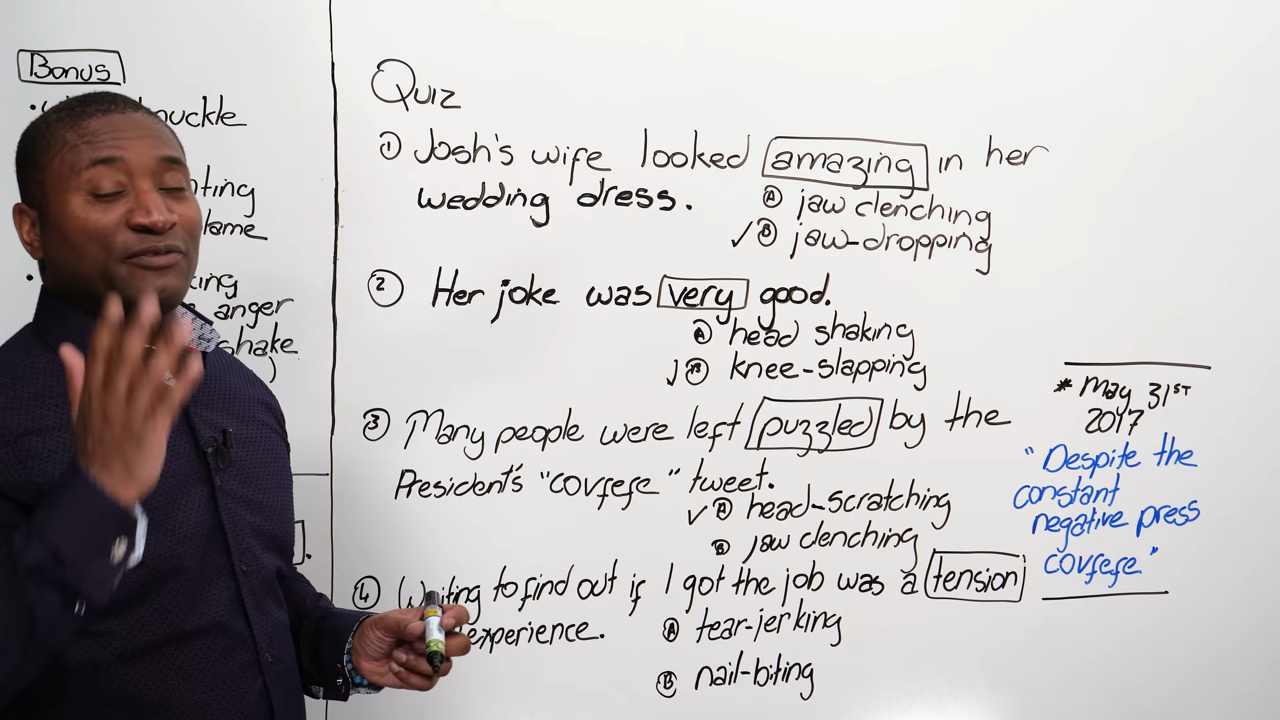 Bonus
nuckle
nting
lame
king
anger
shake
)
].
Quiz
① Josh's wife looked amazing in her
wedding dress.
Ⓐ jaw clenching
✓ Ⓑ jaw-dropping
② Her joke was very good.
Ⓐ head shaking
✓ Ⓑ knee-slapping
③ Many people were left puzzled by the
President's "covfefe" tweet.
✓ Ⓐ head-scratching
Ⓑ jaw clenching
④ Waiting to find out if I got the job was a tension
experience.
Ⓐ tear-jerking
Ⓑ nail-biting
* May 31ST
2017
"Despite the
constant
negative press
covfefe"